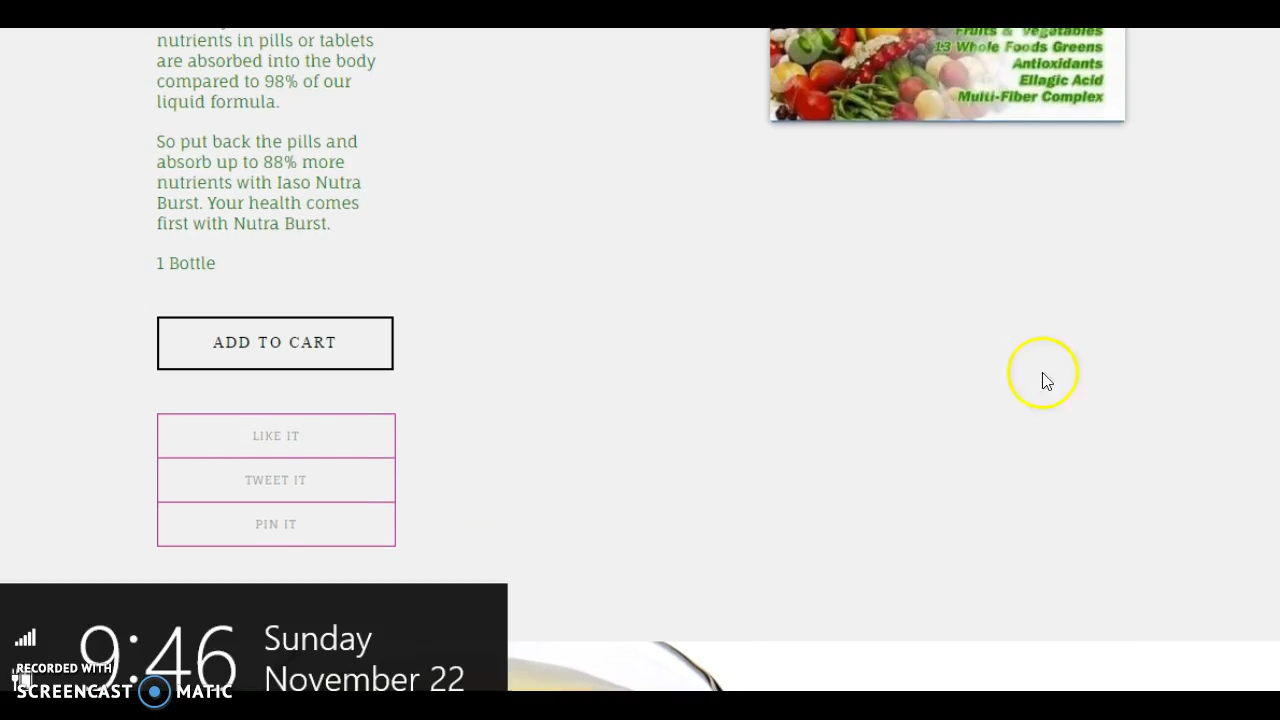 nutrients in pills or tablets
are absorbed into the body
compared to 98% of our
liquid formula.
So put back the pills and
absorb up to 88% more
nutrients with Iaso Nutra
Burst. Your health comes
first with Nutra Burst.
1 Bottle
ADD TO CART
LIKE IT
TWEET IT
PIN IT
Fruits & Vegetables
13 Whole Foods Greens
Antioxidants
Ellagic Acid
Multi-Fiber Complex
9:46
Sunday
November 22
RECORDED WITH
SCREENCAST MATIC